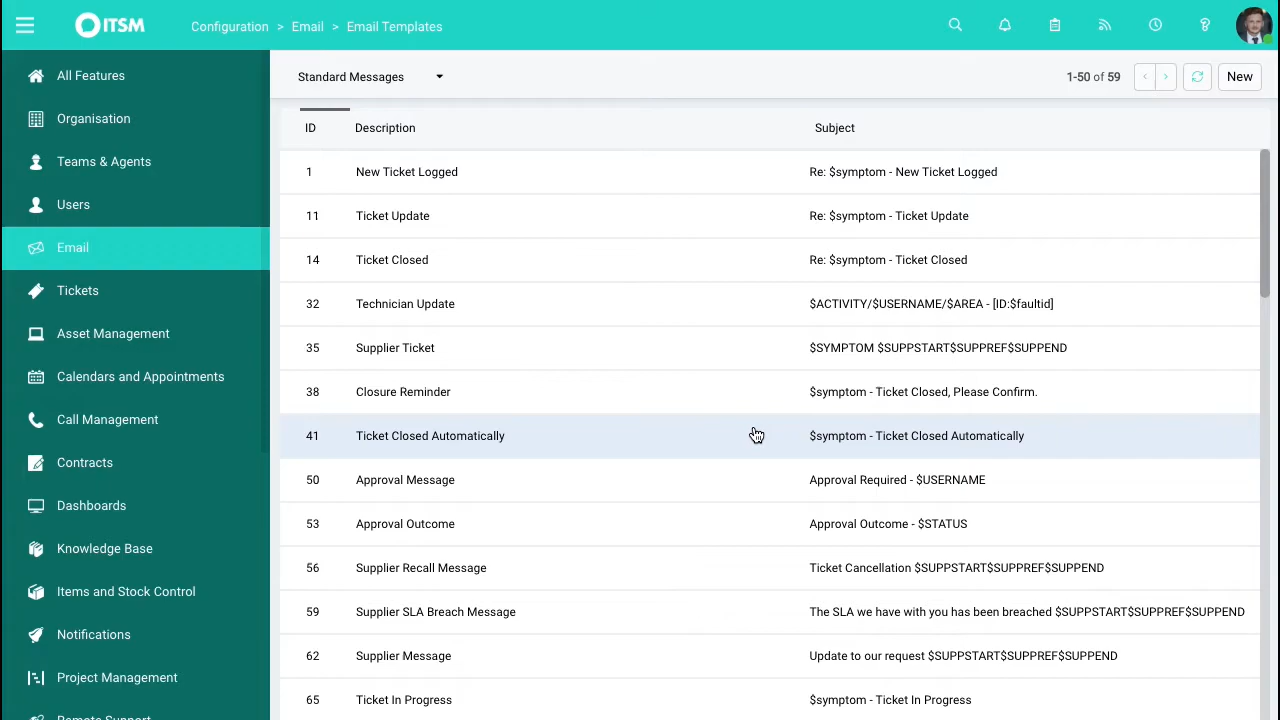 ITSM
Configuration > Email > Email Templates
All Features
Organisation
Teams & Agents
Users
Email
Tickets
Asset Management
Calendars and Appointments
Call Management
Contracts
Dashboards
Knowledge Base
Items and Stock Control
Notifications
Project Management
Remote Support
Standard Messages
1-50 of 59
New
ID Description Subject
1 New Ticket Logged Re: $symptom - New Ticket Logged
11 Ticket Update Re: $symptom - Ticket Update
14 Ticket Closed Re: $symptom - Ticket Closed
32 Technician Update $ACTIVITY/$USERNAME/$AREA - [ID:$faultid]
35 Supplier Ticket $SYMPTOM $SUPPSTART$SUPPREF$SUPPEND
38 Closure Reminder $symptom - Ticket Closed, Please Confirm.
41 Ticket Closed Automatically $symptom - Ticket Closed Automatically
50 Approval Message Approval Required - $USERNAME
53 Approval Outcome Approval Outcome - $STATUS
56 Supplier Recall Message Ticket Cancellation $SUPPSTART$SUPPREF$SUPPEND
59 Supplier SLA Breach Message The SLA we have with you has been breached $SUPPSTART$SUPPREF$SUPPEND
62 Supplier Message Update to our request $SUPPSTART$SUPPREF$SUPPEND
65 Ticket In Progress $symptom - Ticket In Progress